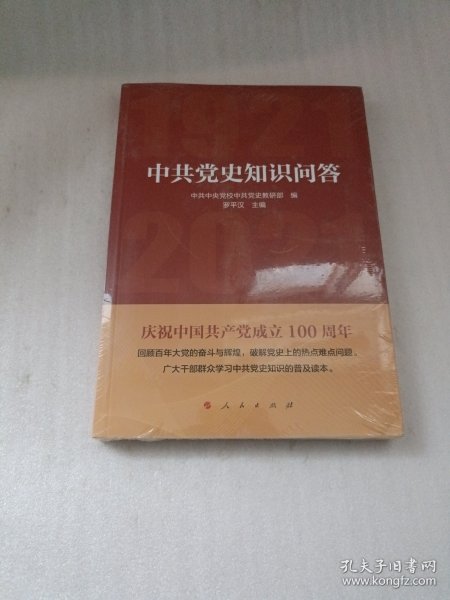 1921
中共党史知识问答
中共中央党校中共党史教研部 编
罗平汉 主编
2021
庆祝中国共产党成立 100 周年
回顾百年大党的奋斗与辉煌，破解党史上的热点难点问题。
广大干部群众学习中共党史知识的普及读本。
人民出版社
孔夫子旧书网
www.kongfz.com